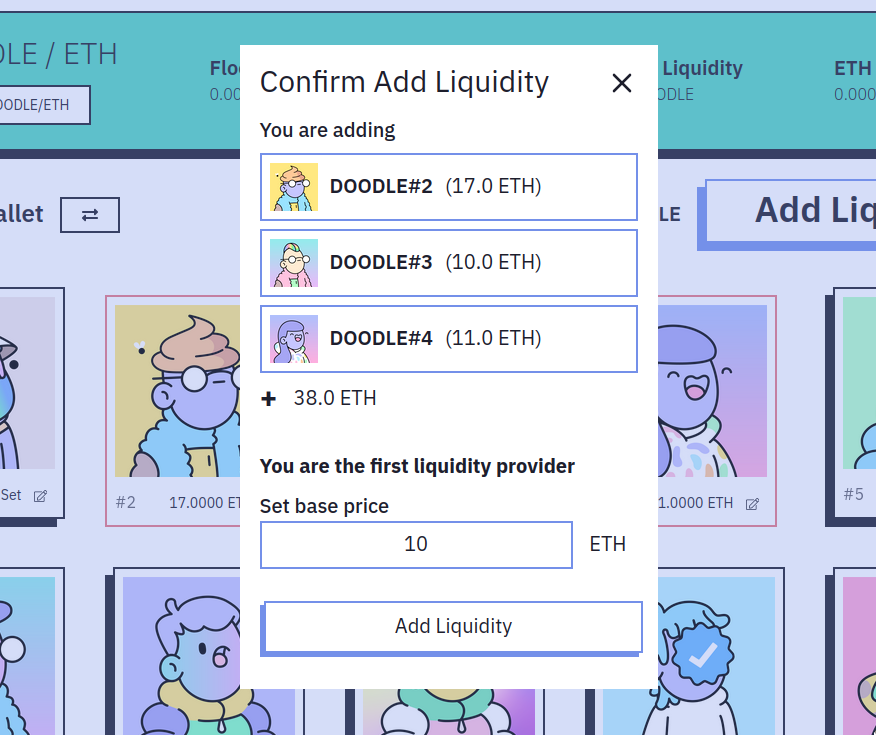 DLE / ETH
OODLE/ETH
Floo
0.00
Liquidity
ODLE
ETH
0.000
allet
LE
Add Liq
Confirm Add Liquidity
You are adding
DOODLE#2 (17.0 ETH)
DOODLE#3 (10.0 ETH)
DOODLE#4 (11.0 ETH)
+ 38.0 ETH
You are the first liquidity provider
Set base price
10 ETH
Add Liquidity
Set
#2 17.0000 ET
1.0000 ETH
#5